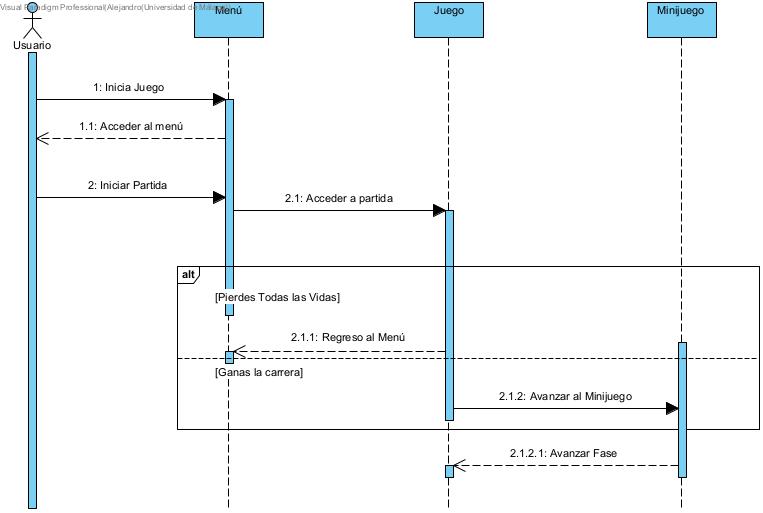 Visual Paradigm Professional(Alejandro(Universidad de Málaga))
Usuario
Menú
Juego
Minijuego
1: Inicia Juego
1.1: Acceder al menú
2: Iniciar Partida
2.1: Acceder a partida
alt
[Pierdes Todas las Vidas]
2.1.1: Regreso al Menú
[Ganas la carrera]
2.1.2: Avanzar al Minijuego
2.1.2.1: Avanzar Fase